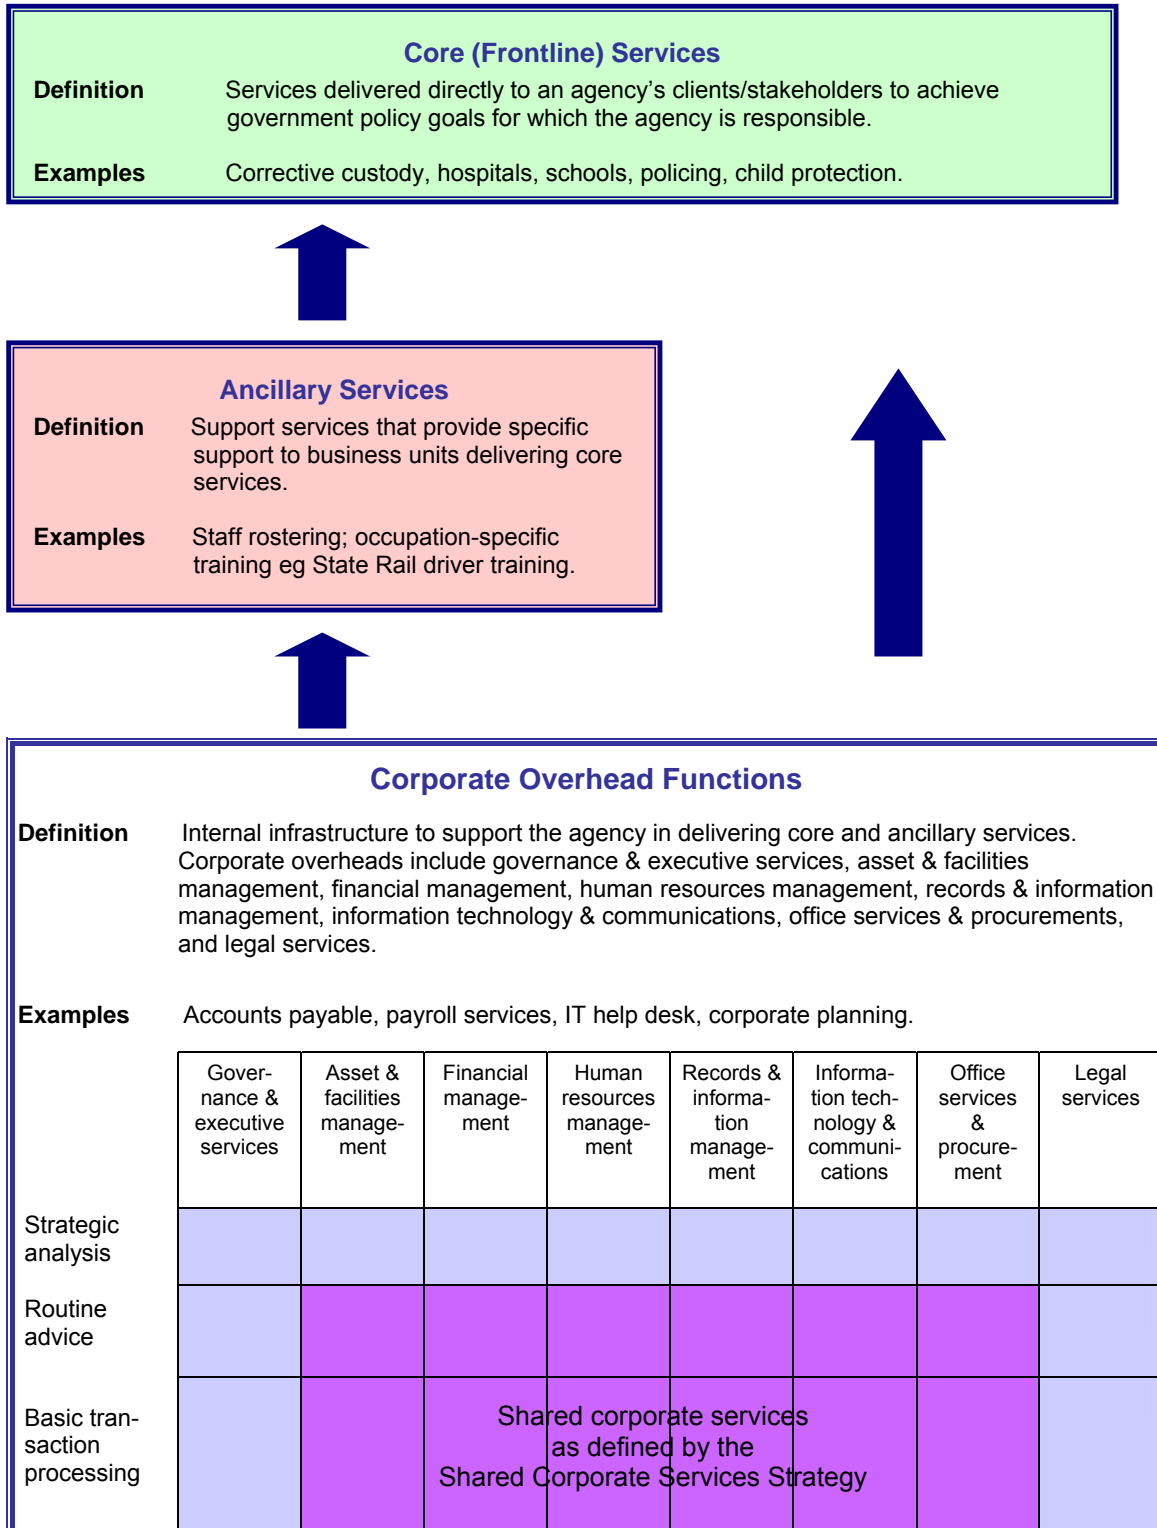 Core (Frontline) Services
Definition Services delivered directly to an agency’s clients/stakeholders to achieve
government policy goals for which the agency is responsible.
Examples Corrective custody, hospitals, schools, policing, child protection.
Ancillary Services
Definition Support services that provide specific
support to business units delivering core
services.
Examples Staff rostering; occupation-specific
training eg State Rail driver training.
Corporate Overhead Functions
Definition Internal infrastructure to support the agency in delivering core and ancillary services.
Corporate overheads include governance & executive services, asset & facilities
management, financial management, human resources management, records & information
management, information technology & communications, office services & procurements,
and legal services.
Examples Accounts payable, payroll services, IT help desk, corporate planning.
Gover-
nance &
executive
services
Asset &
facilities
manage-
ment
Financial
manage-
ment
Human
resources
manage-
ment
Records &
informa-
tion
manage-
ment
Informa-
tion tech-
nology &
communi-
cations
Office
services
&
procure-
ment
Legal
services
Strategic
analysis
Routine
advice
Basic tran-
saction
processing
Shared corporate services
as defined by the
Shared Corporate Services Strategy